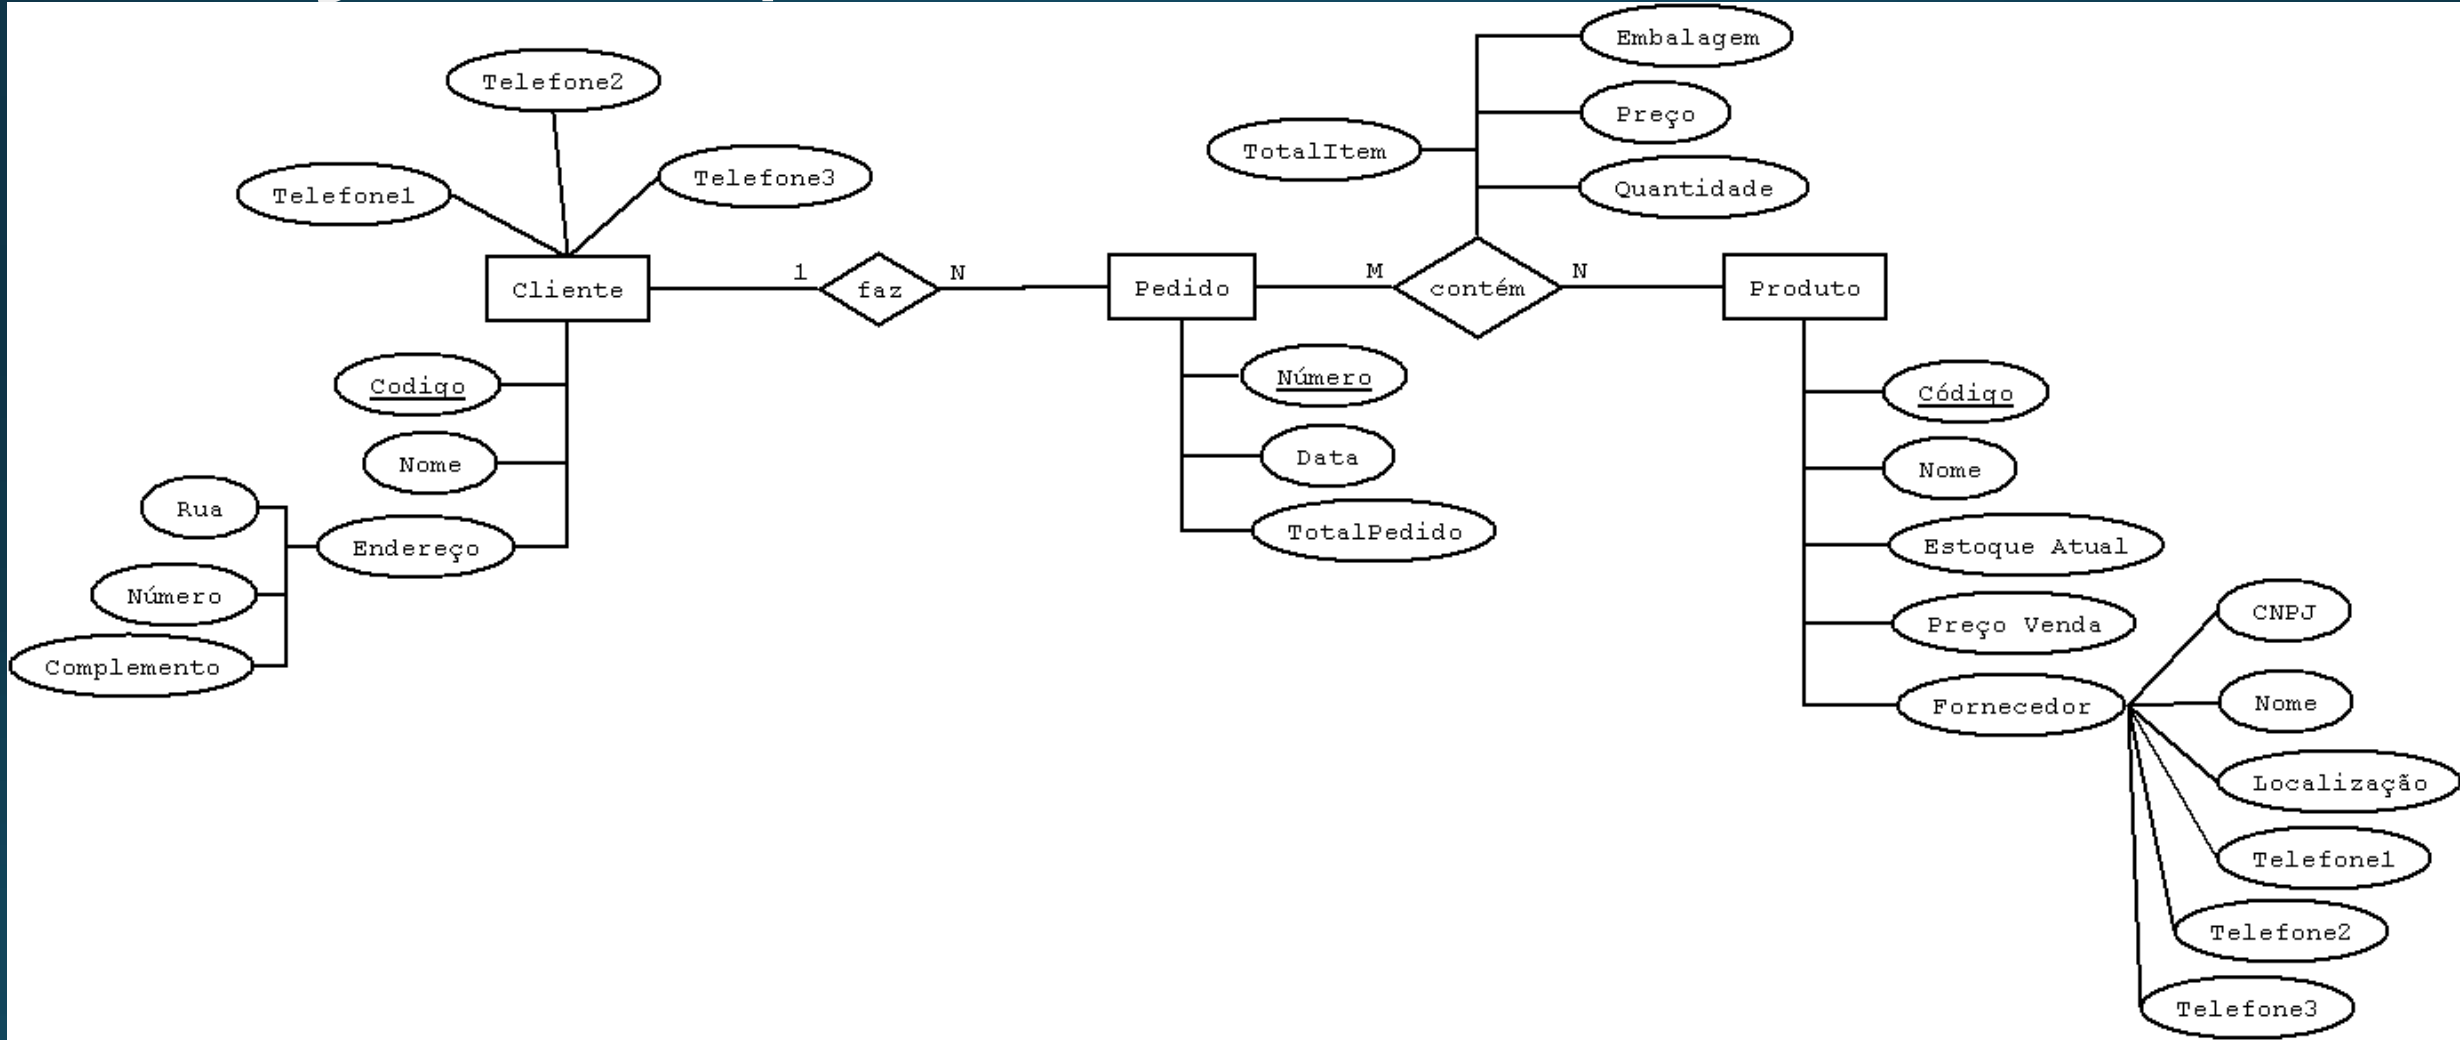 Embalagem
Telefone2
Preço
TotalItem
Telefone3
Quantidade
Telefone1
Cliente
1
faz
N
Pedido
M
contém
N
Produto
Codigo
Nome
Endereço
Rua
Número
Complemento
Número
Data
TotalPedido
Código
Nome
Estoque Atual
Preço Venda
Fornecedor
CNPJ
Nome
Localização
Telefone1
Telefone2
Telefone3